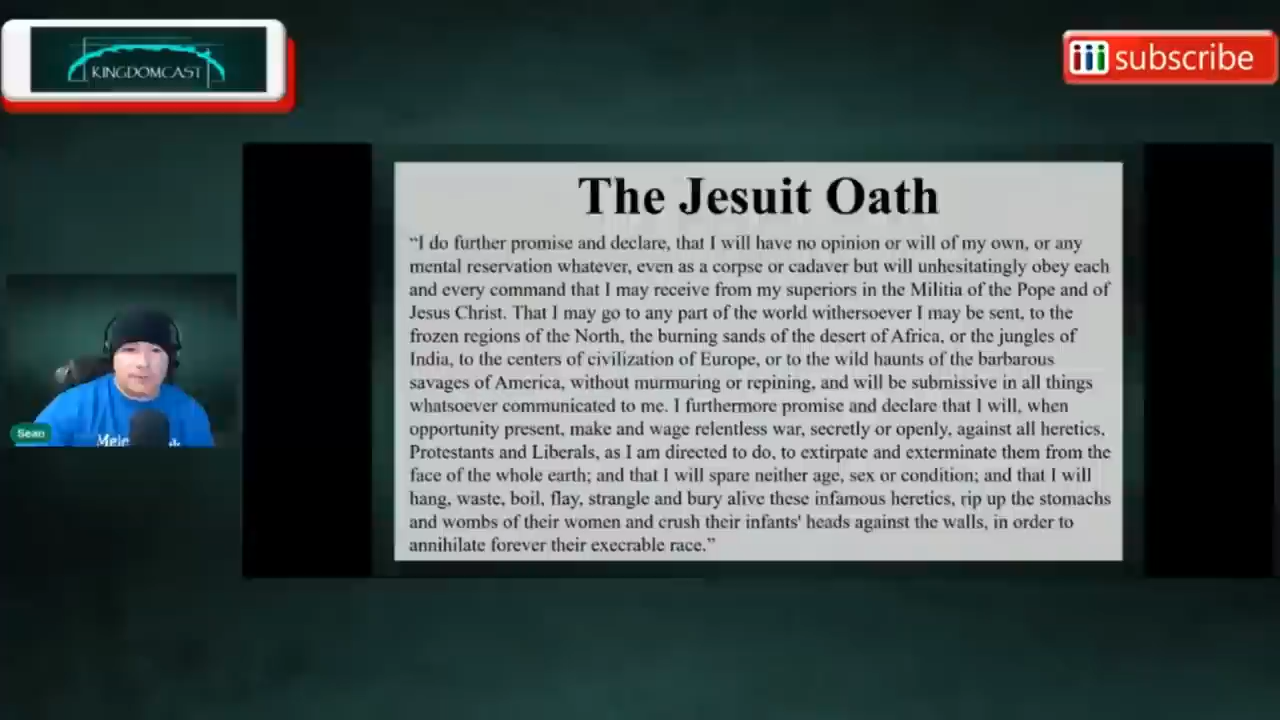 KINGDOMCAST
subscribe
The Jesuit Oath
“I do further promise and declare, that I will have no opinion or will of my own, or any
mental reservation whatever, even as a corpse or cadaver but will unhesitatingly obey each
and every command that I may receive from my superiors in the Militia of the Pope and of
Jesus Christ. That I may go to any part of the world withersoever I may be sent, to the
frozen regions of the North, the burning sands of the desert of Africa, or the jungles of
India, to the centers of civilization of Europe, or to the wild haunts of the barbarous
savages of America, without murmuring or repining, and will be submissive in all things
whatsoever communicated to me. I furthermore promise and declare that I will, when
opportunity present, make and wage relentless war, secretly or openly, against all heretics,
Protestants and Liberals, as I am directed to do, to extirpate and exterminate them from the
face of the whole earth; and that I will spare neither age, sex or condition; and that I will
hang, waste, boil, flay, strangle and bury alive these infamous heretics, rip up the stomachs
and wombs of their women and crush their infants' heads against the walls, in order to
annihilate forever their execrable race.”
Sean